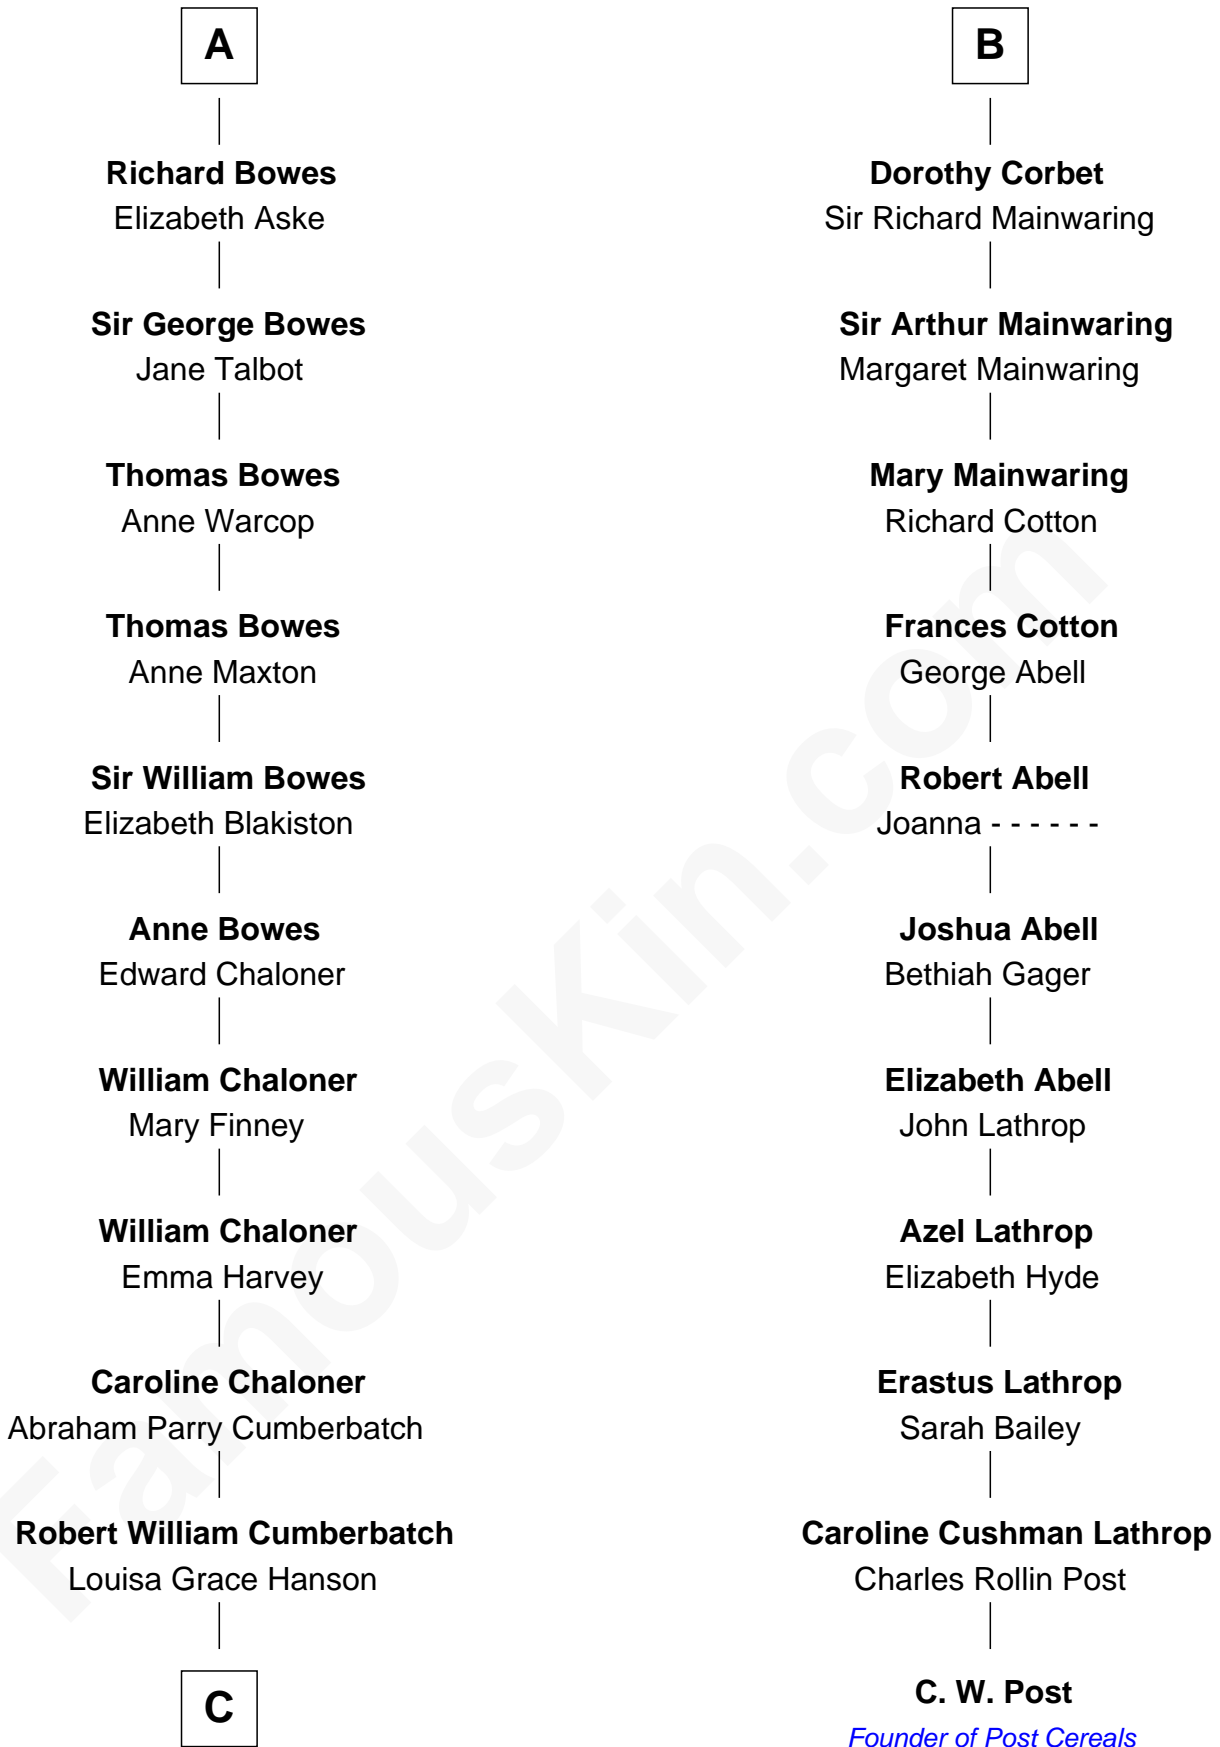 A
Richard Bowes
Elizabeth Aske
Sir George Bowes
Jane Talbot
Thomas Bowes
Anne Warcop
Thomas Bowes
Anne Maxton
Sir William Bowes
Elizabeth Blakiston
Anne Bowes
Edward Chaloner
William Chaloner
Mary Finney
William Chaloner
Emma Harvey
Caroline Chaloner
Abraham Parry Cumberbatch
Robert William Cumberbatch
Louisa Grace Hanson
C
B
Dorothy Corbet
Sir Richard Mainwaring
Sir Arthur Mainwaring
Margaret Mainwaring
Mary Mainwaring
Richard Cotton
Frances Cotton
George Abell
Robert Abell
Joanna - - - - - -
Joshua Abell
Bethiah Gager
Elizabeth Abell
John Lathrop
Azel Lathrop
Elizabeth Hyde
Erastus Lathrop
Sarah Bailey
Caroline Cushman Lathrop
Charles Rollin Post
C. W. Post
Founder of Post Cereals
FamousKin.com